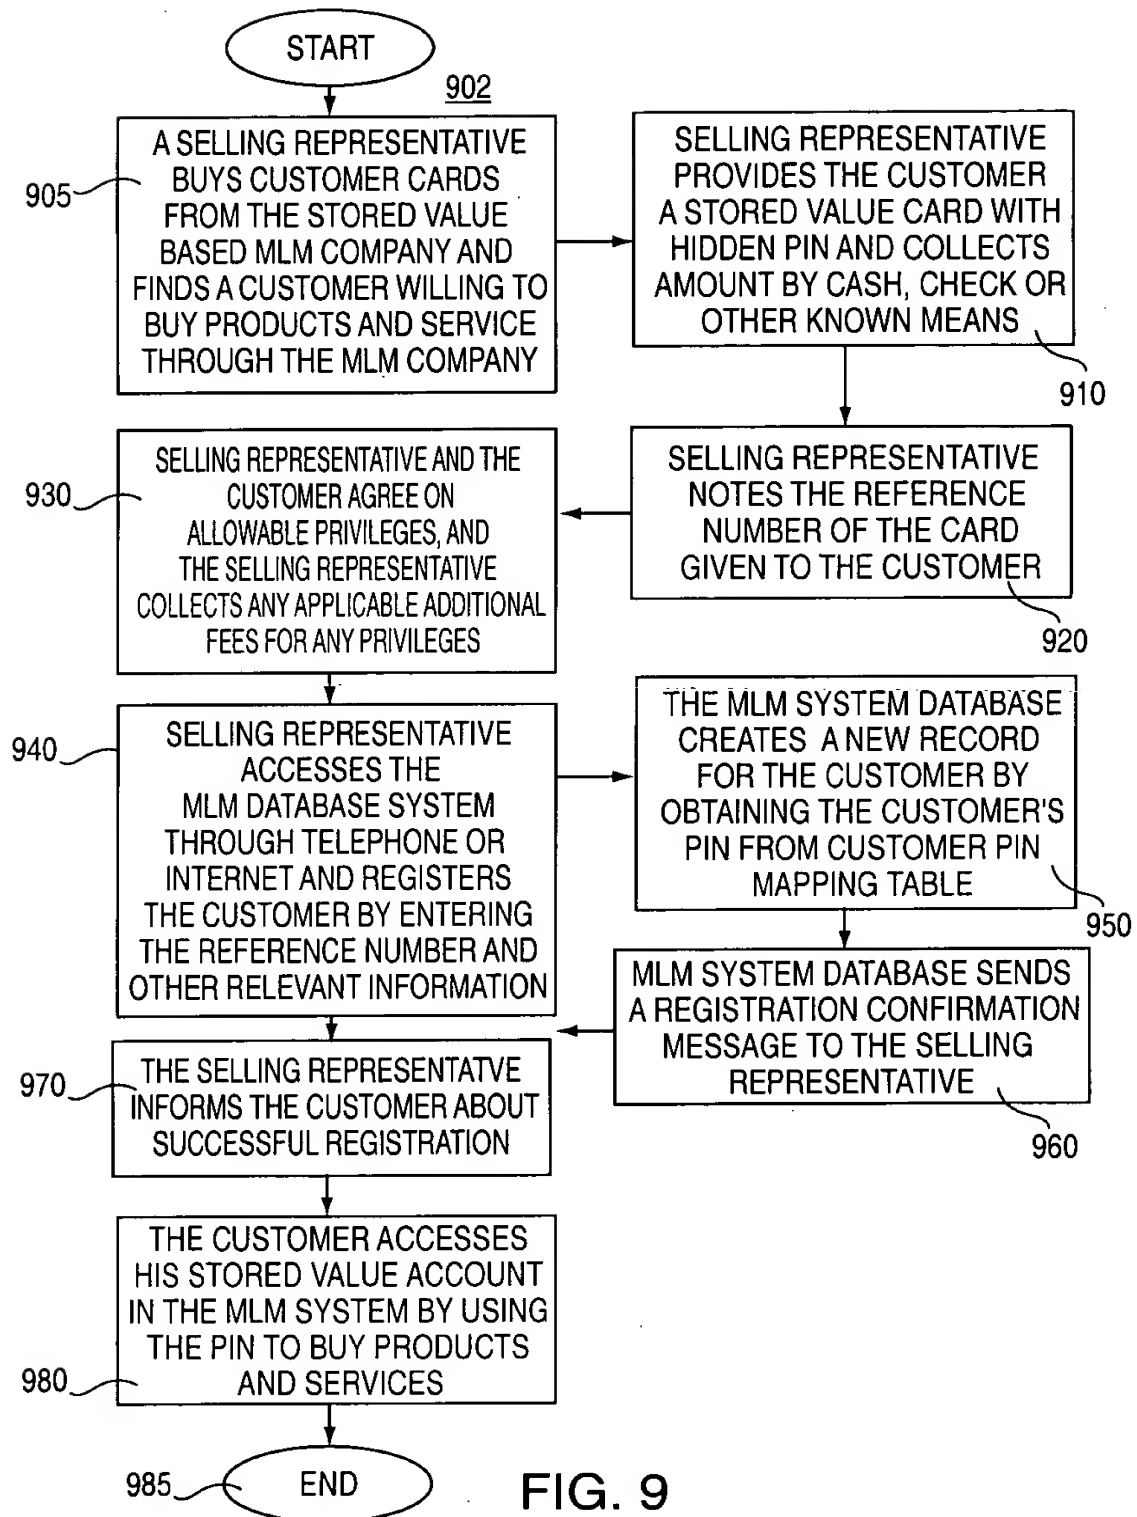 START
902
A SELLING REPRESENTATIVE
BUYS CUSTOMER CARDS
FROM THE STORED VALUE
BASED MLM COMPANY AND
FINDS A CUSTOMER WILLING TO
BUY PRODUCTS AND SERVICE
THROUGH THE MLM COMPANY
905
SELLING REPRESENTATIVE
PROVIDES THE CUSTOMER
A STORED VALUE CARD WITH
HIDDEN PIN AND COLLECTS
AMOUNT BY CASH, CHECK OR
OTHER KNOWN MEANS
910
SELLING REPRESENTATIVE
NOTES THE REFERENCE
NUMBER OF THE CARD
GIVEN TO THE CUSTOMER
920
SELLING REPRESENTATIVE AND THE
CUSTOMER AGREE ON
ALLOWABLE PRIVILEGES, AND
THE SELLING REPRESENTATIVE
COLLECTS ANY APPLICABLE ADDITIONAL
FEES FOR ANY PRIVILEGES
930
SELLING REPRESENTATIVE
ACCESSES THE
MLM DATABASE SYSTEM
THROUGH TELEPHONE OR
INTERNET AND REGISTERS
THE CUSTOMER BY ENTERING
THE REFERENCE NUMBER AND
OTHER RELEVANT INFORMATION
940
THE MLM SYSTEM DATABASE
CREATES A NEW RECORD
FOR THE CUSTOMER BY
OBTAINING THE CUSTOMER'S
PIN FROM CUSTOMER PIN
MAPPING TABLE
950
MLM SYSTEM DATABASE SENDS
A REGISTRATION CONFIRMATION
MESSAGE TO THE SELLING
REPRESENTATIVE
960
THE SELLING REPRESENTATVE
INFORMS THE CUSTOMER ABOUT
SUCCESSFUL REGISTRATION
970
THE CUSTOMER ACCESSES
HIS STORED VALUE ACCOUNT
IN THE MLM SYSTEM BY USING
THE PIN TO BUY PRODUCTS
AND SERVICES
980
END
985
FIG. 9